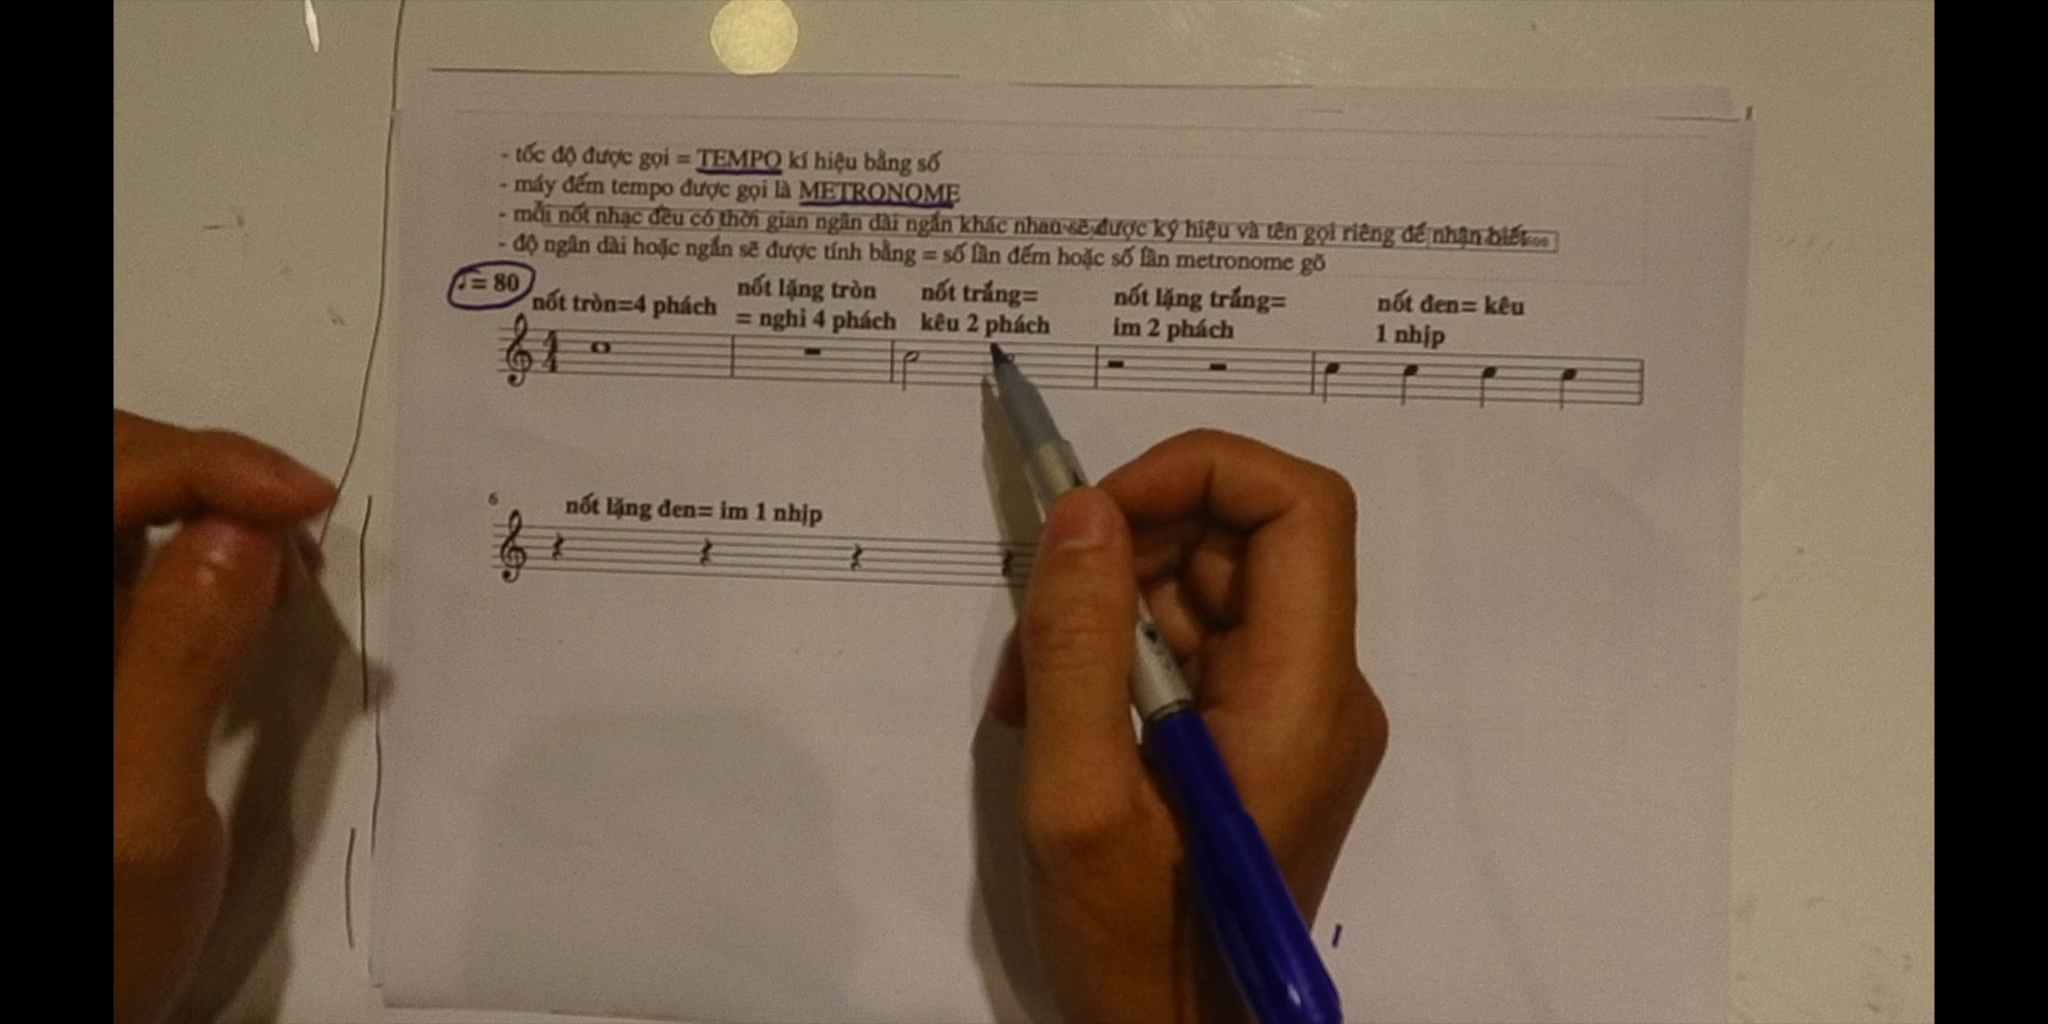 - tốc độ được gọi = TEMPO kí hiệu bằng số
- máy đếm tempo được gọi là METRONOME
- mỗi nốt nhạc đều có thời gian ngân dài ngắn khác nhau sẽ được ký hiệu và tên gọi riêng để nhận biết
- độ ngân dài hoặc ngắn sẽ được tính bằng = số lần đếm hoặc số lần metronome gõ
♩ = 80
nốt tròn=4 phách
nốt lặng tròn
= nghỉ 4 phách
nốt trắng=
kêu 2 phách
nốt lặng trắng=
im 2 phách
nốt đen= kêu
1 nhịp
4
4
6
nốt lặng đen= im 1 nhịp